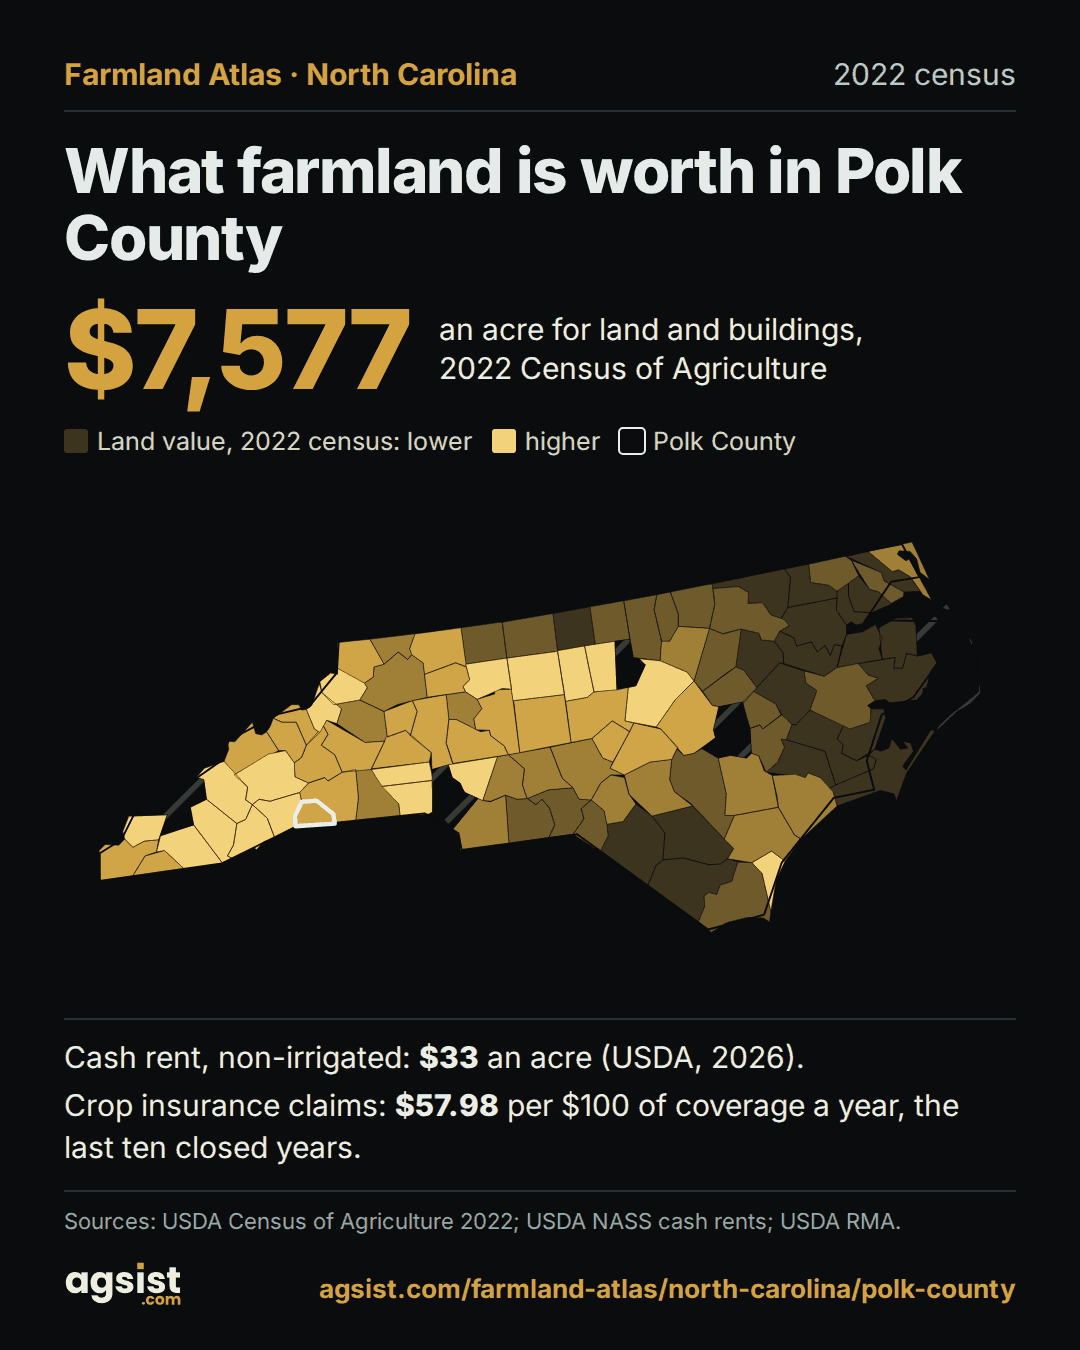 Farmland Atlas · North Carolina
2022 census
What farmland is worth in Polk
County
$7,577
an acre for land and buildings,
2022 Census of Agriculture
Land value, 2022 census: lower
higher
Polk County
Cash rent, non-irrigated: $33 an acre (USDA, 2026).
Crop insurance claims: $57.98 per $100 of coverage a year, the
last ten closed years.
Sources: USDA Census of Agriculture 2022; USDA NASS cash rents; USDA RMA.
agsist
.com
agsist.com/farmland-atlas/north-carolina/polk-county